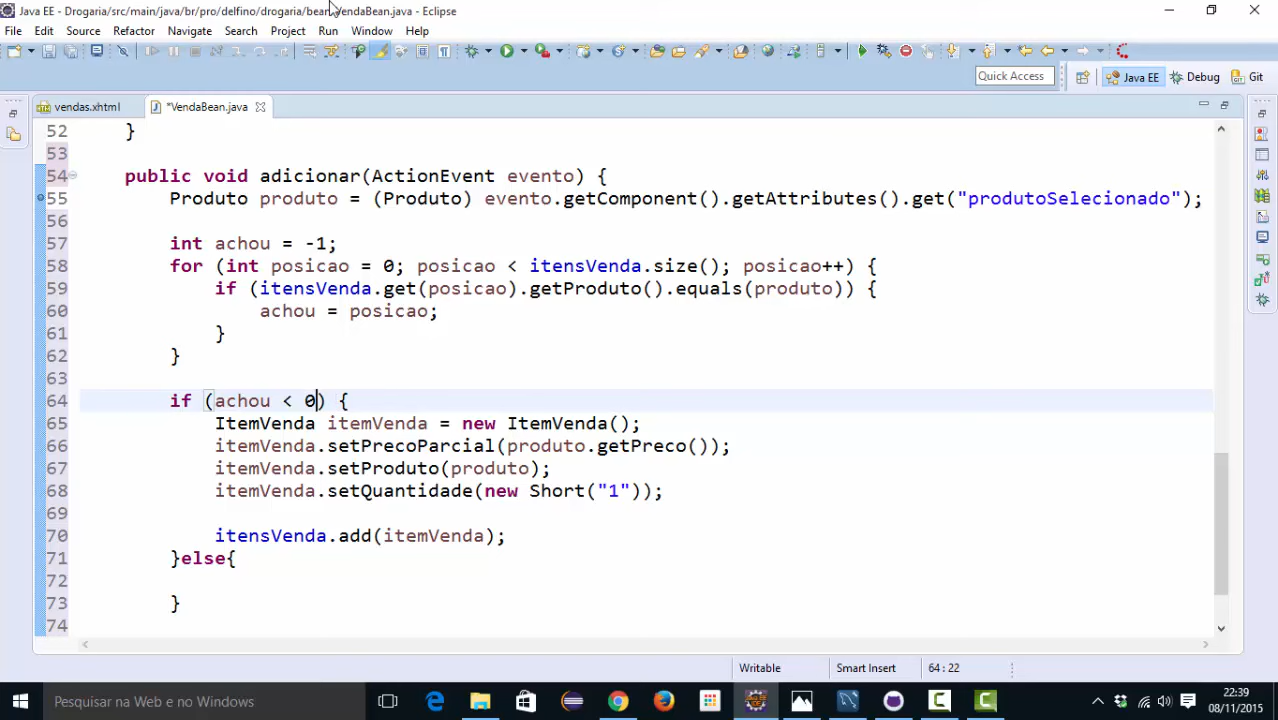 Java EE - Drogaria/src/main/java/br/pro/delfino/drogaria/bean/VendaBean.java - Eclipse
File Edit Source Refactor Navigate Search Project Run Window Help
Quick Access Java EE Debug Git
vendas.xhtml *VendaBean.java
52 }
53
54 public void adicionar(ActionEvent evento) {
55 Produto produto = (Produto) evento.getComponent().getAttributes().get("produtoSelecionado");
56
57 int achou = -1;
58 for (int posicao = 0; posicao < itensVenda.size(); posicao++) {
59 if (itensVenda.get(posicao).getProduto().equals(produto)) {
60 achou = posicao;
61 }
62 }
63
64 if (achou < 0) {
65 ItemVenda itemVenda = new ItemVenda();
66 itemVenda.setPrecoParcial(produto.getPreco());
67 itemVenda.setProduto(produto);
68 itemVenda.setQuantidade(new Short("1"));
69
70 itensVenda.add(itemVenda);
71 }else{
72
73 }
74
Writable Smart Insert 64 : 22
Pesquisar na Web e no Windows
22:39
08/11/2015